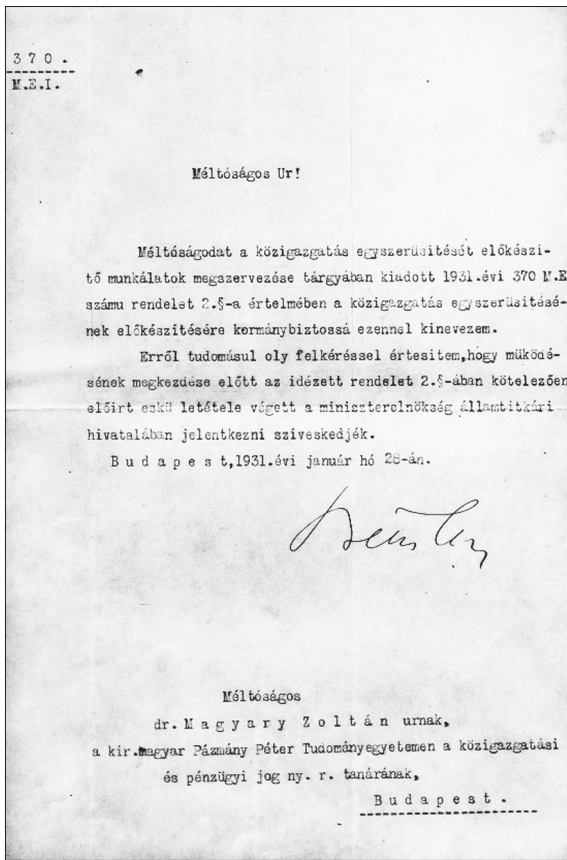 370.
M.E.I.
Méltóságos Ur!
Méltóságodat a közigazgatás egyszerüsitését előkészi-
tő munkálatok megszervezése tárgyában kiadott 1931.évi 370 M.E
számu rendelet 2.§-a értelmében a közigazgatás egyszerüsitésé-
nek előkészitésére kormánybiztossá ezennel kinevezem.
Erről tudomásul oly felkéréssel értesitem,hogy müködé-
sének megkezdése előtt az idézett rendelet 2.§-ában kötelezően
előirt eskü letétele végett a miniszterelnökség államtitkári
hivatalában jelentkezni sziveskedjék.
Budapest,1931.évi január hó 28-án.
Méltóságos
dr. Magyary Zoltán urnak,
a kir.magyar Pázmány Péter Tudományegyetemen a közigazgatási
és pénzügyi jog ny. r. tanárának,
Budapest.